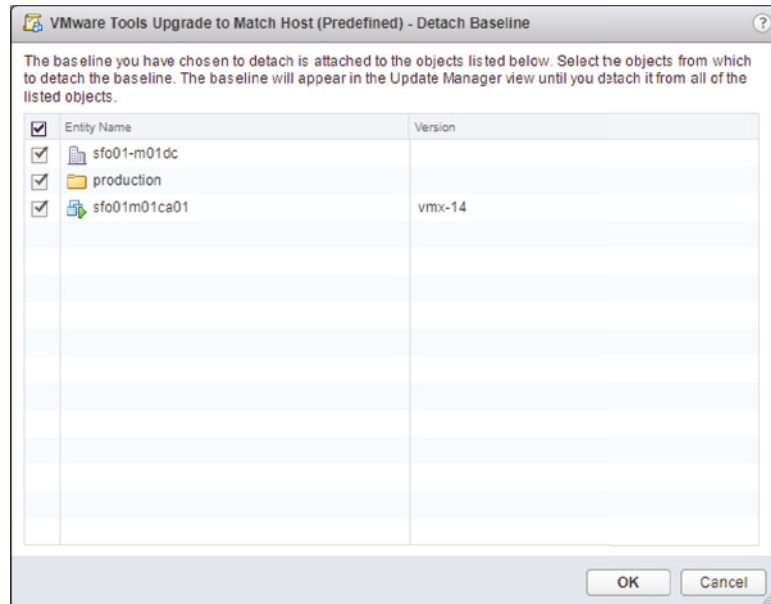 VMware Tools Upgrade to Match Host (Predefined) - Detach Baseline
?
The baseline you have chosen to detach is attached to the objects listed below. Select the objects from which
to detach the baseline. The baseline will appear in the Update Manager view until you detach it from all of the
listed objects.
Entity Name Version
sfo01-m01dc
production
sfo01m01ca01 vmx-14
OK Cancel